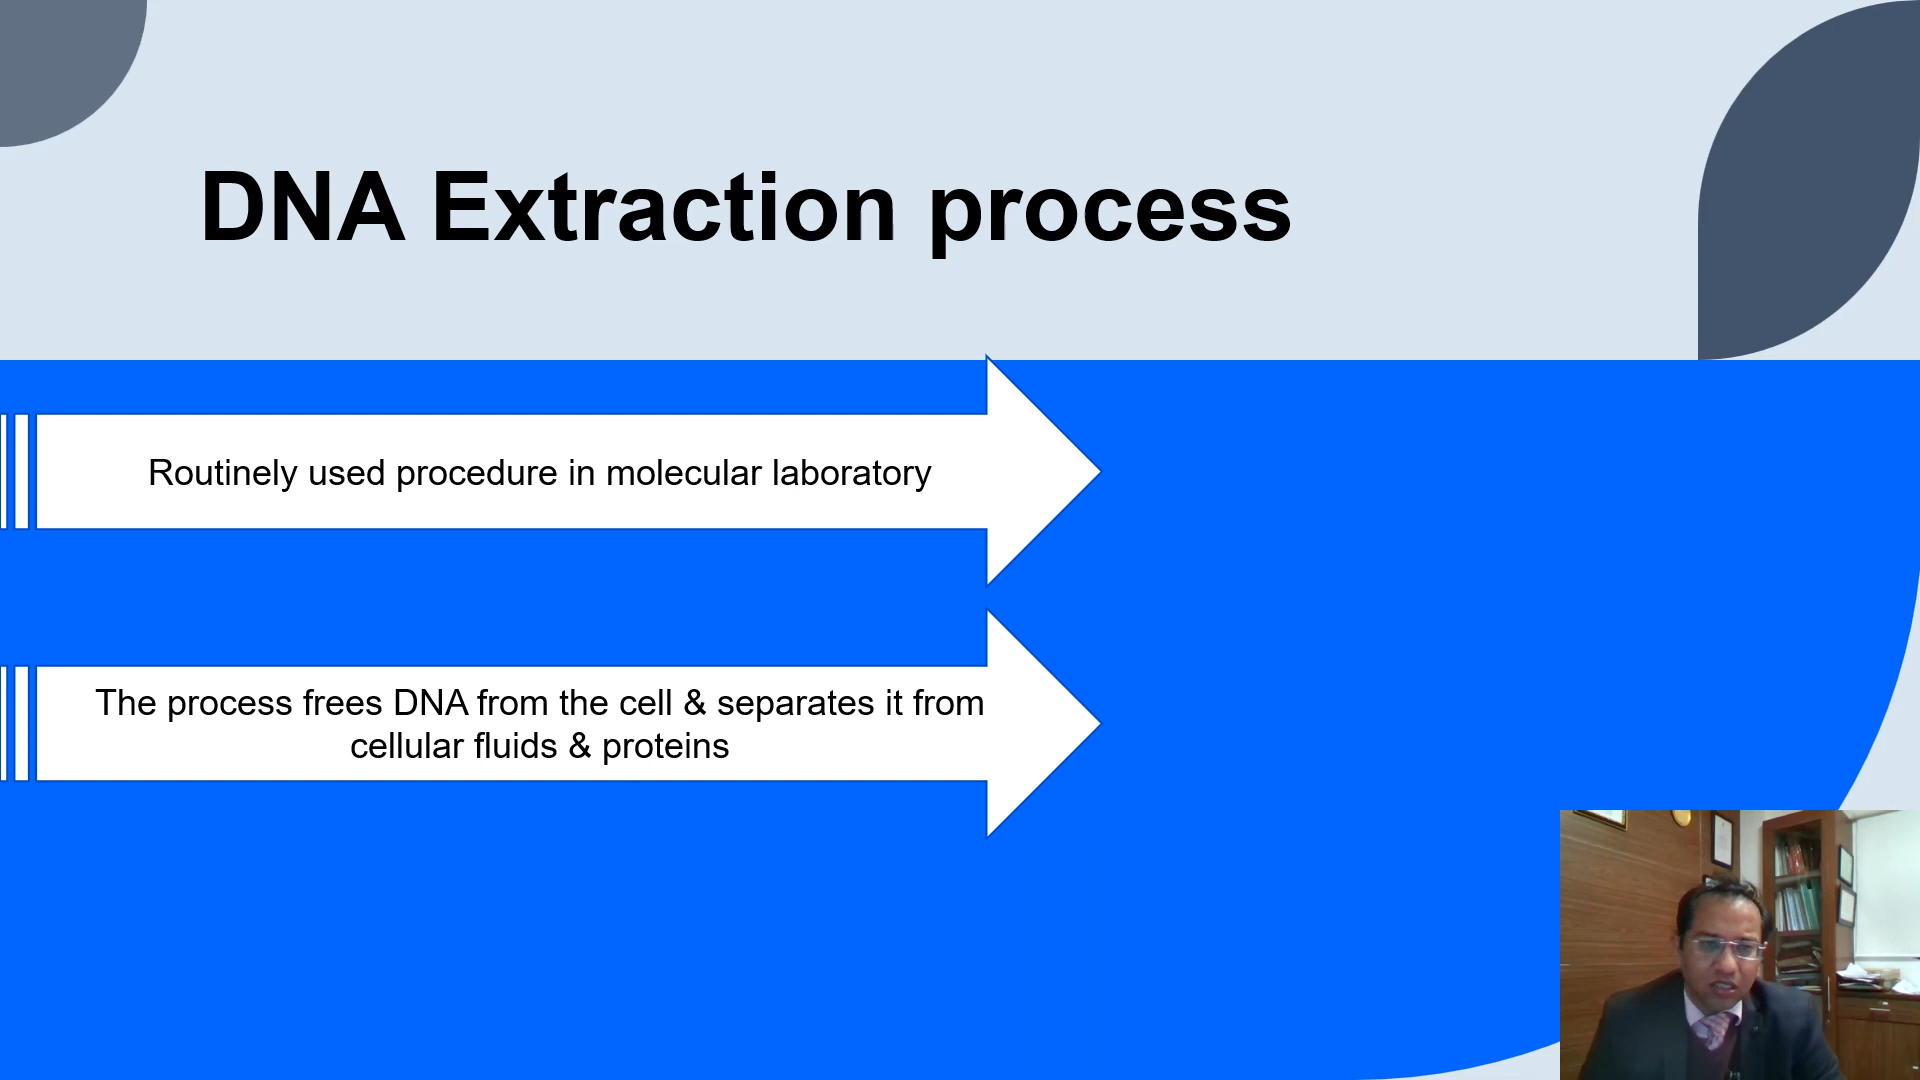 DNA Extraction process
Routinely used procedure in molecular laboratory
The process frees DNA from the cell & separates it from
cellular fluids & proteins